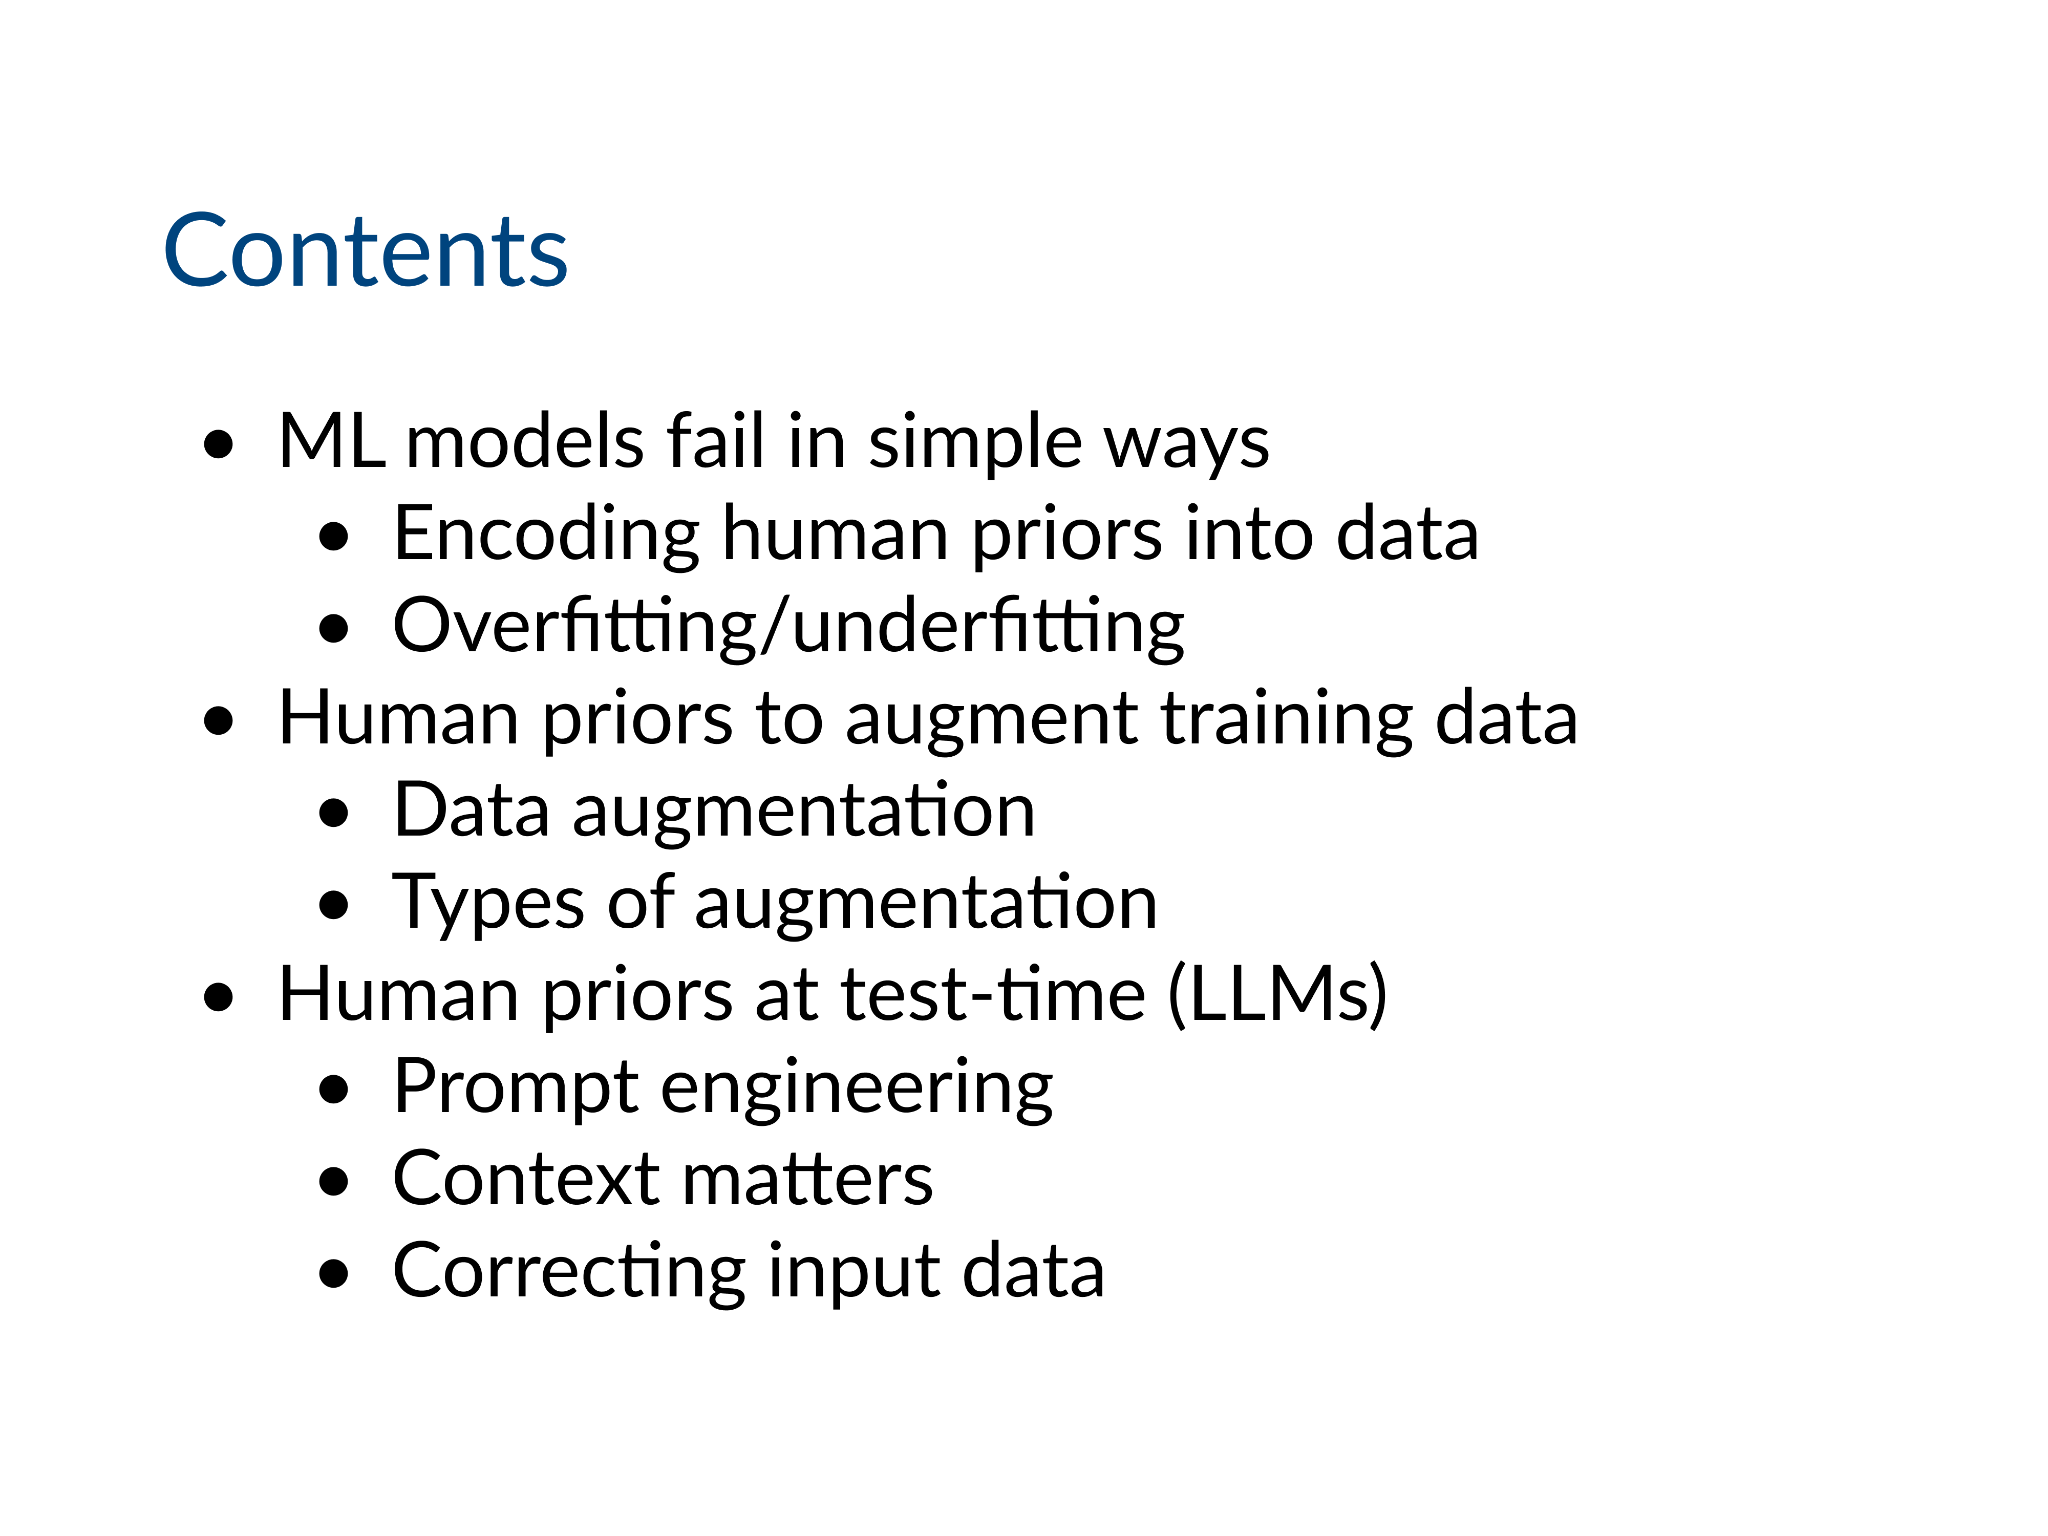 Contents
• ML models fail in simple ways
• Encoding human priors into data
• Overfitting/underfitting
• Human priors to augment training data
• Data augmentation
• Types of augmentation
• Human priors at test-time (LLMs)
• Prompt engineering
• Context matters
• Correcting input data